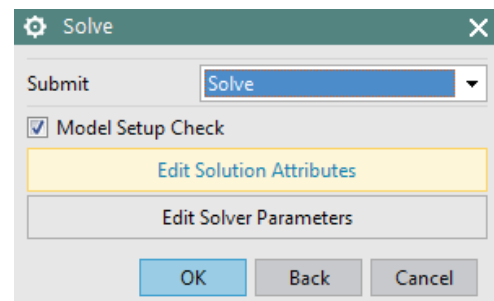 Solve
Submit Solve
Model Setup Check
Edit Solution Attributes
Edit Solver Parameters
OK Back Cancel